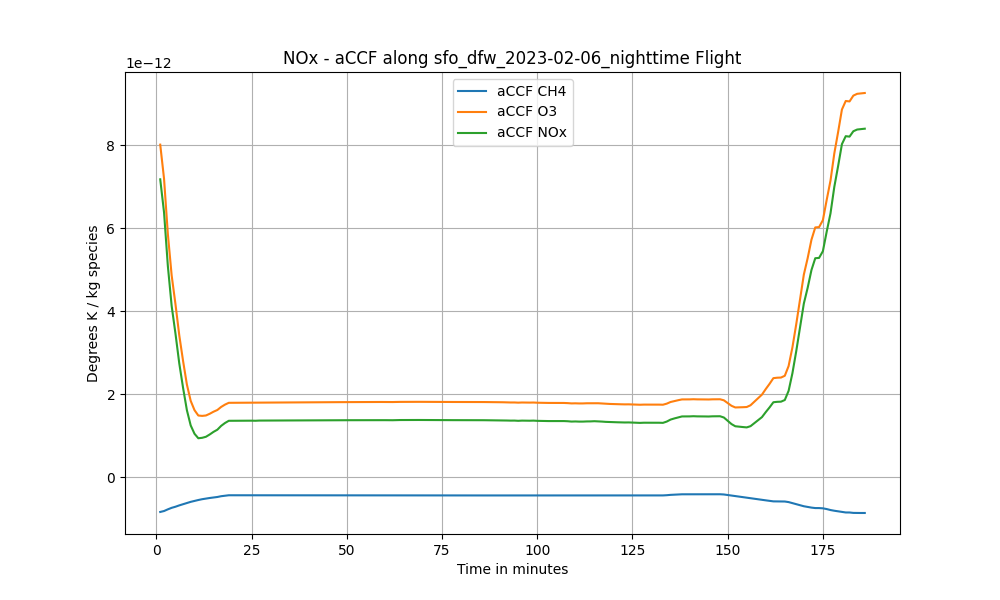 NOx - aCCF along sfo_dfw_2023-02-06_nighttime Flight
1e−12
aCCF CH4
aCCF O3
aCCF NOx
8
6
4
2
0
Degrees K / kg species
0 25 50 75 100 125 150 175
Time in minutes